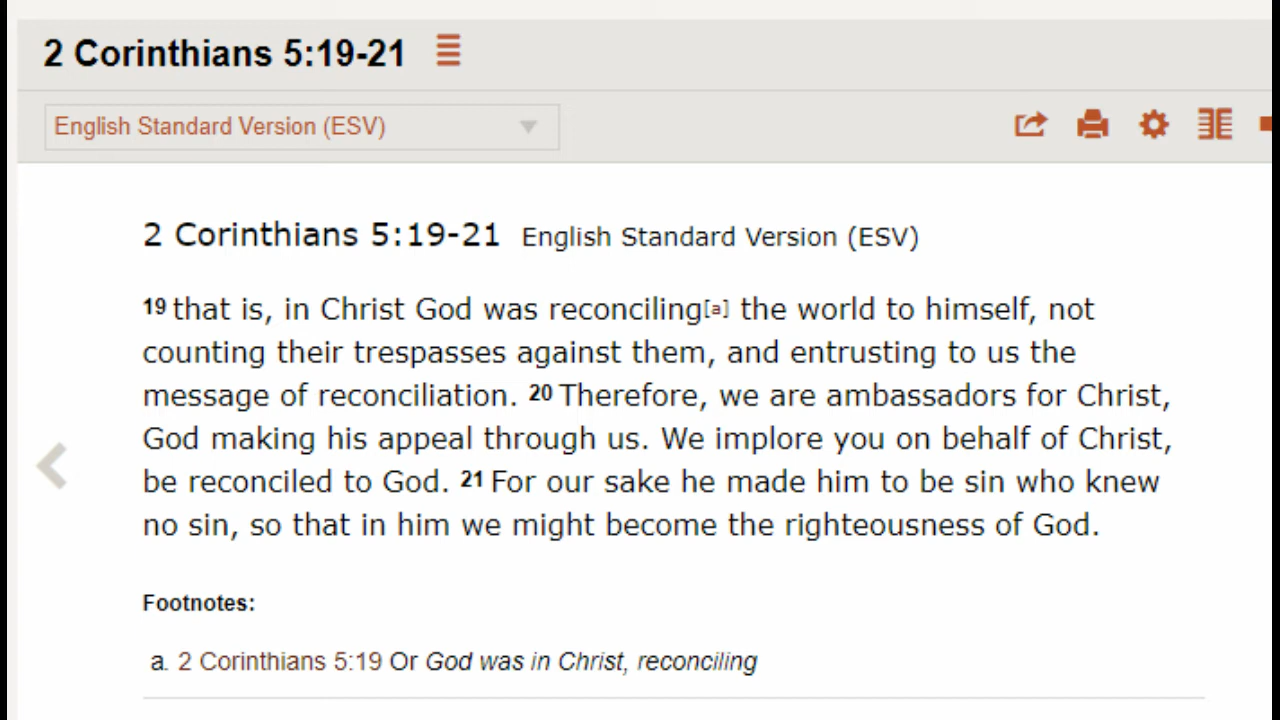 2 Corinthians 5:19-21
English Standard Version (ESV)
2 Corinthians 5:19-21 English Standard Version (ESV)
19 that is, in Christ God was reconciling[a] the world to himself, not
counting their trespasses against them, and entrusting to us the
message of reconciliation. 20 Therefore, we are ambassadors for Christ,
God making his appeal through us. We implore you on behalf of Christ,
be reconciled to God. 21 For our sake he made him to be sin who knew
no sin, so that in him we might become the righteousness of God.
Footnotes:
a. 2 Corinthians 5:19 Or God was in Christ, reconciling